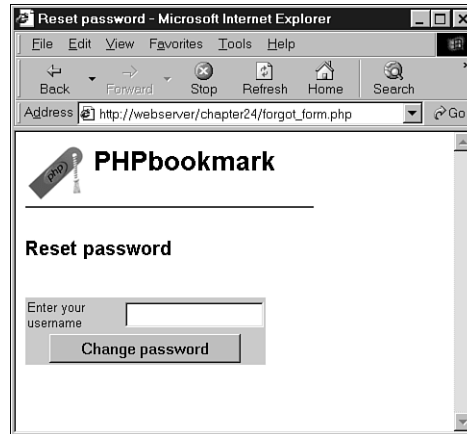 Reset password - Microsoft Internet Explorer
File Edit View Favorites Tools Help
Back Forward Stop Refresh Home Search
Address http://webserver/chapter24/forgot_form.php Go
php PHPbookmark
Reset password
Enter your
username
Change password